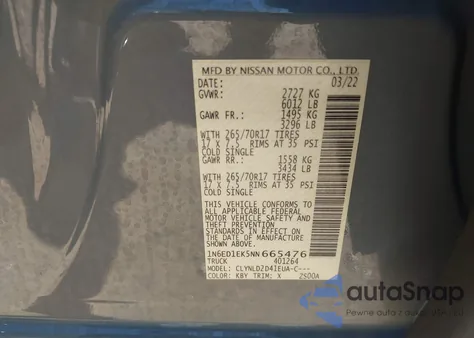 MFD BY NISSAN MOTOR CO., LTD.
DATE: 03/22
GVWR: 2727 KG
6012 LB
GAWR FR.: 1495 KG
3296 LB
WITH 265/70R17 TIRES
17 X 7.5 RIMS AT 35 PSI
COLD SINGLE
GAWR RR.: 1558 KG
3434 LB
WITH 265/70R17 TIRES
17 X 7.5 RIMS AT 35 PSI
COLD SINGLE
THIS VEHICLE CONFORMS TO
ALL APPLICABLE FEDERAL
MOTOR VEHICLE SAFETY AND
THEFT PREVENTION
STANDARDS IN EFFECT ON THE
DATE OF MANUFACTURE
SHOWN ABOVE.
1N6ED1EK5NN665476
TRUCK 401264
MODEL: CLYNLDZD41EUA-C---
COLOR: KBY TRIM: X 2500A
autoSnap
Pewne auto z USA